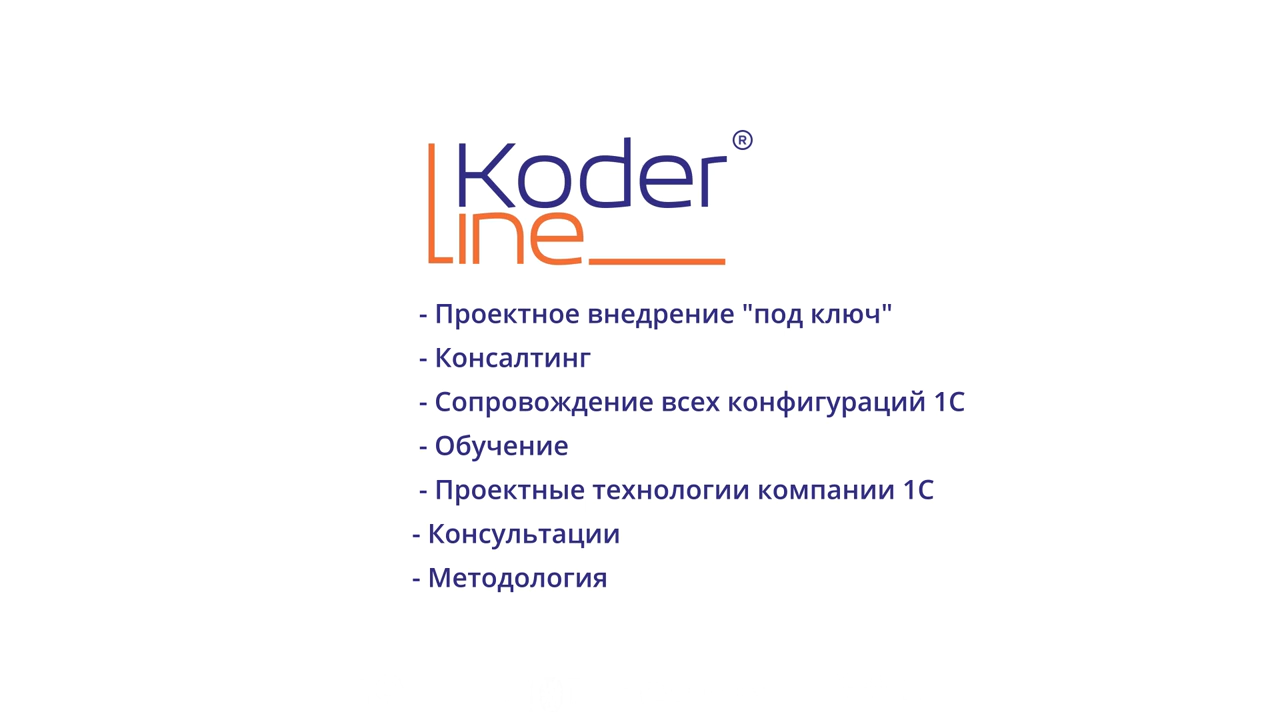 Koder®
Line
- Проектное внедрение "под ключ"
- Консалтинг
- Сопровождение всех конфигураций 1С
- Обучение
- Проектные технологии компании 1С
- Консультации
- Методология